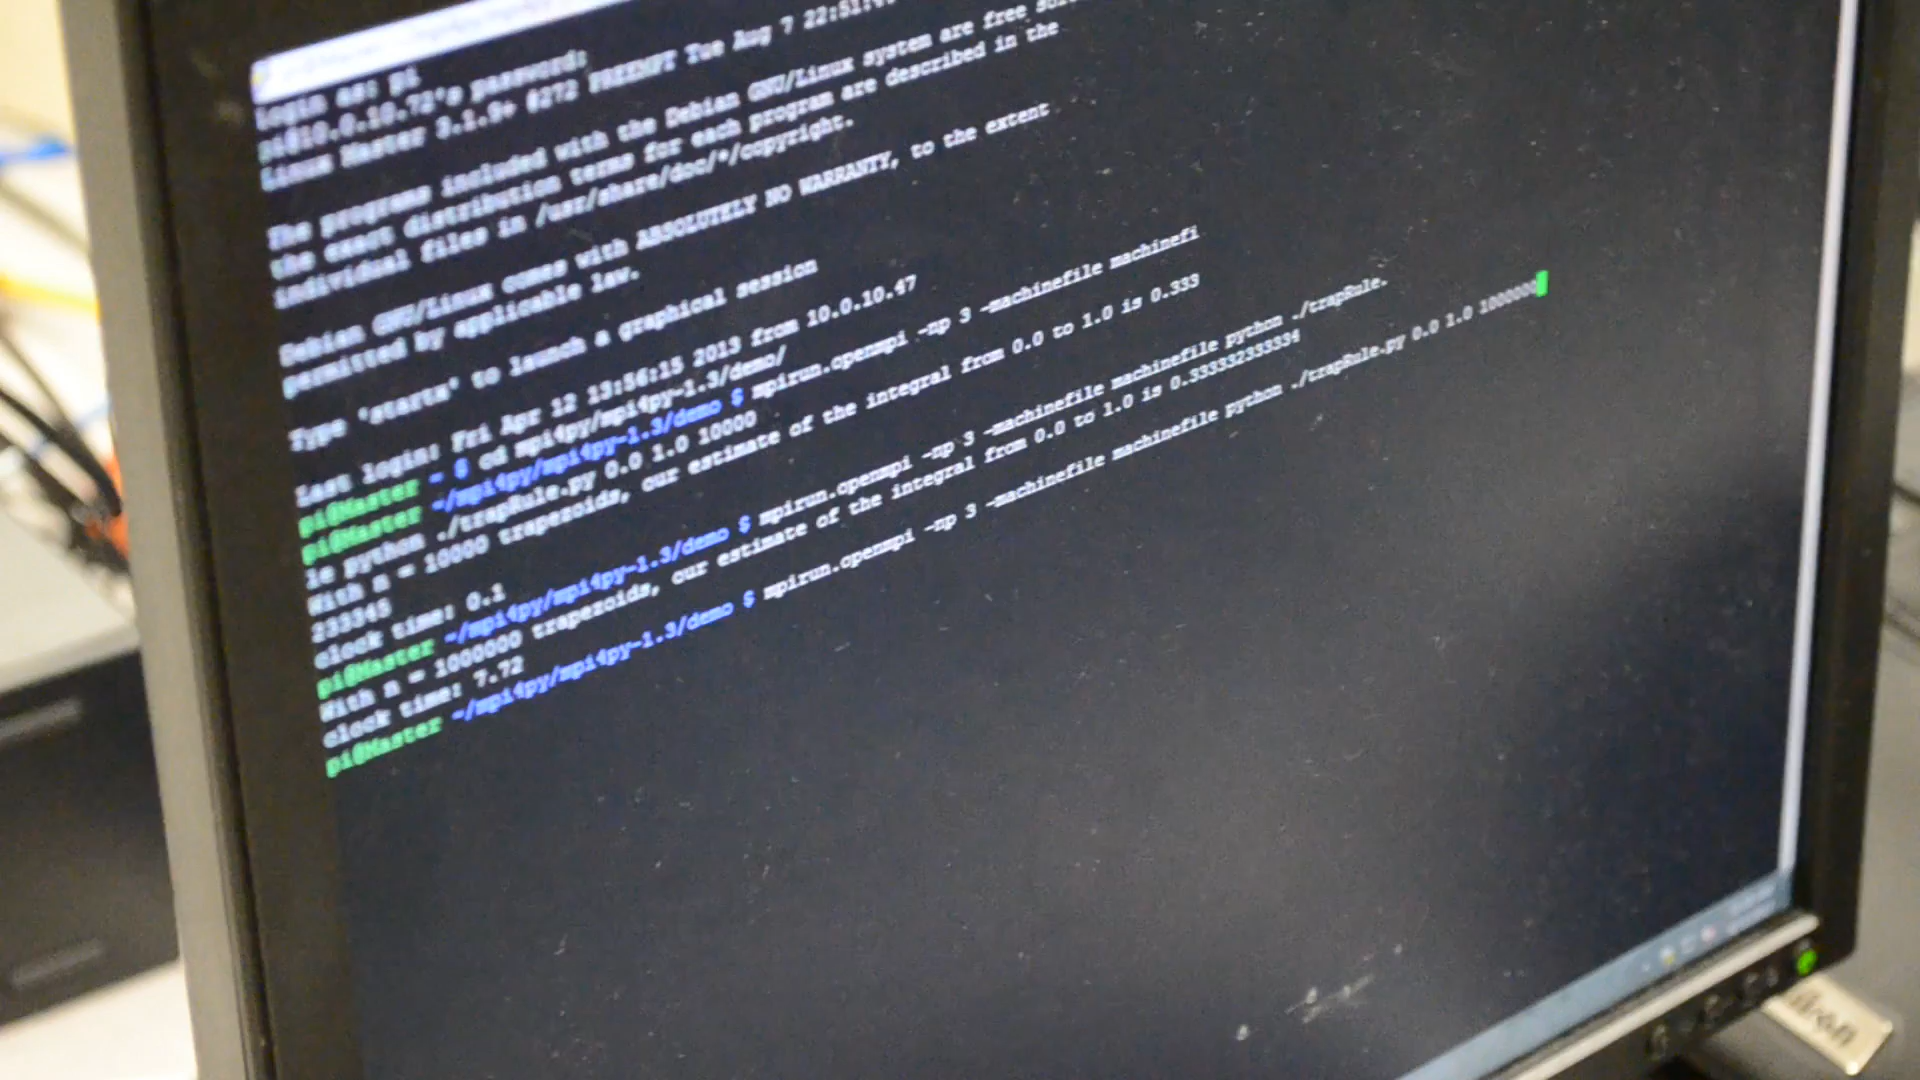 login as: pi
pi@10.0.10.72's password:
Linux Master 3.1.9+ #272 PREEMPT Tue Aug 7 22:51:
The programs included with the Debian GNU/Linux system are free
the exact distribution terms for each program are described in the
individual files in /usr/share/doc/*/copyright.
Debian GNU/Linux comes with ABSOLUTELY NO WARRANTY, to the extent
permitted by applicable law.
Type 'startx' to launch a graphical session
Last login: Fri Apr 12 13:56:15 2013 from 10.0.10.47
pi@Master ~ $ cd mpi4py/mpi4py-1.3/demo/
pi@Master ~/mpi4py/mpi4py-1.3/demo $ mpirun.openmpi -np 3 -machinefile machinefi
le python ./trapRule.py 0.0 1.0 10000
With n = 10000 trapezoids, our estimate of the integral from 0.0 to 1.0 is 0.333
233345
clock time: 0.1
pi@Master ~/mpi4py/mpi4py-1.3/demo $ mpirun.openmpi -np 3 -machinefile machinefile python ./trapRule.
With n = 1000000 trapezoids, our estimate of the integral from 0.0 to 1.0 is 0.333332333334
clock time: 7.72
pi@Master ~/mpi4py/mpi4py-1.3/demo $ mpirun.openmpi -np 3 -machinefile machinefile python ./trapRule.py 0.0 1.0 1000000